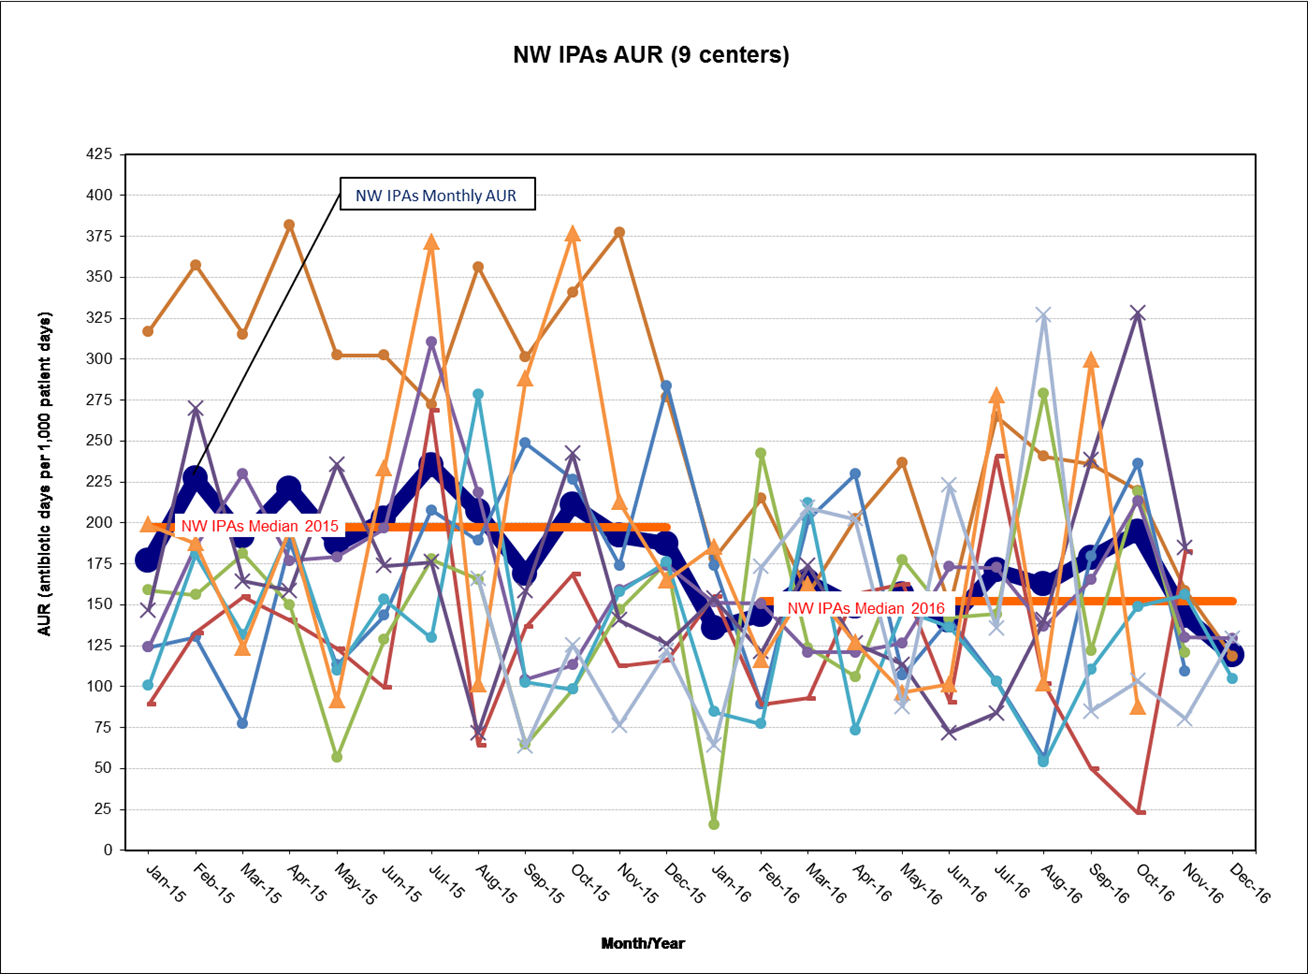 NW IPAs AUR (9 centers)
425
400
NW IPAs Monthly AUR
375
350
325
300
275
250
225
200
NW IPAs Median 2015
175
150
NW IPAs Median 2016
125
100
75
50
25
0
AUR (antibiotic days per 1,000 patient days)
Jan-15
Feb-15
Mar-15
Apr-15
May-15
Jun-15
Jul-15
Aug-15
Sep-15
Oct-15
Nov-15
Dec-15
Jan-16
Feb-16
Mar-16
Apr-16
May-16
Jun-16
Jul-16
Aug-16
Sep-16
Oct-16
Nov-16
Dec-16
Month/Year